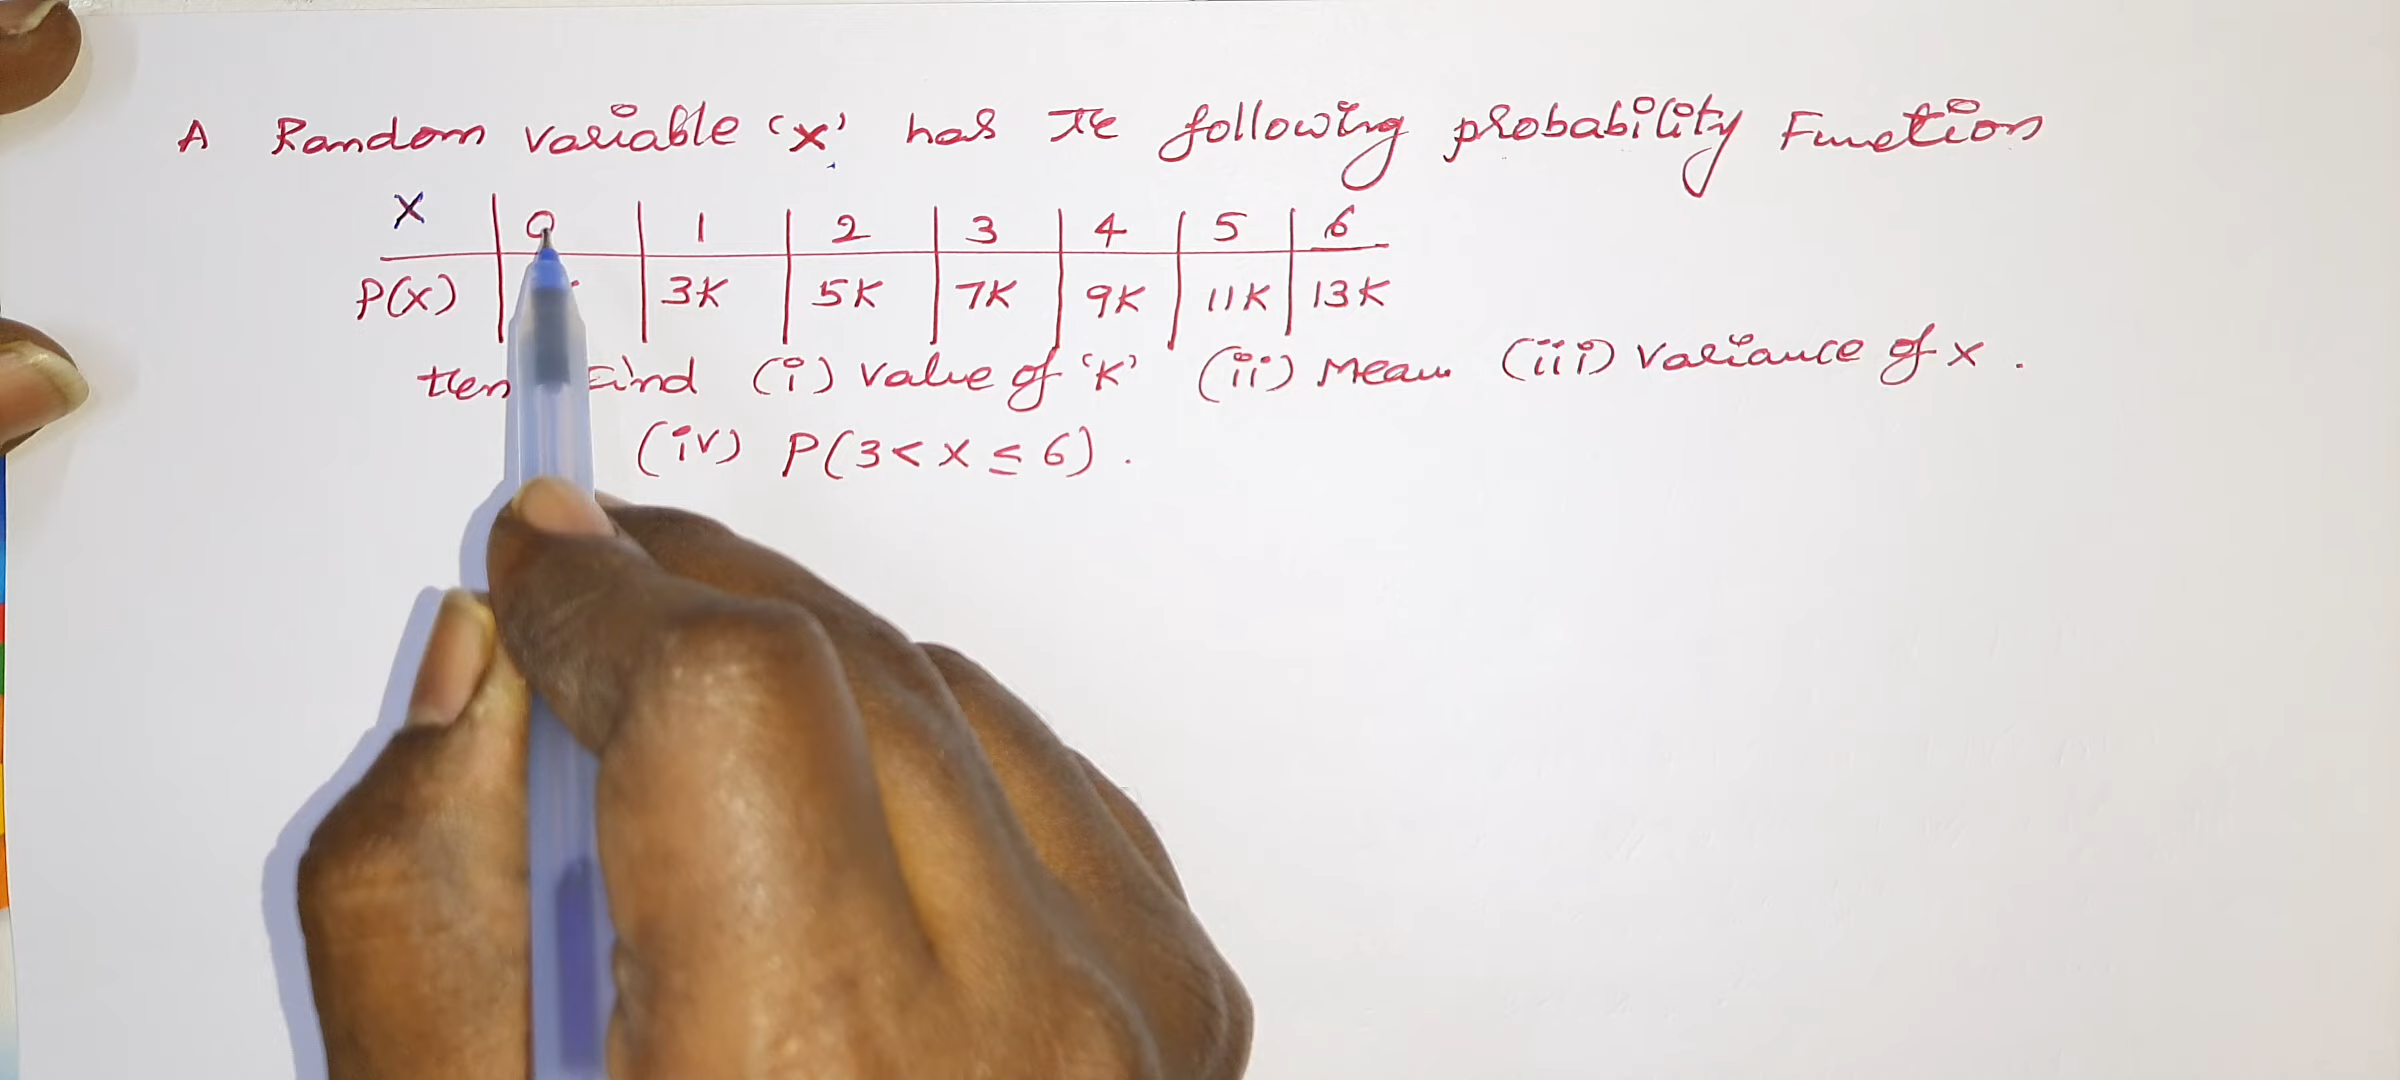 A Random variable 'x' has the following probability Function
X 0 1 2 3 4 5 6
P(x) 3K 5K 7K 9K 11K 13K
then find (i) value of 'K' (ii) Mean (iii) variance of x.
(iv) P(3 < x ≤ 6).